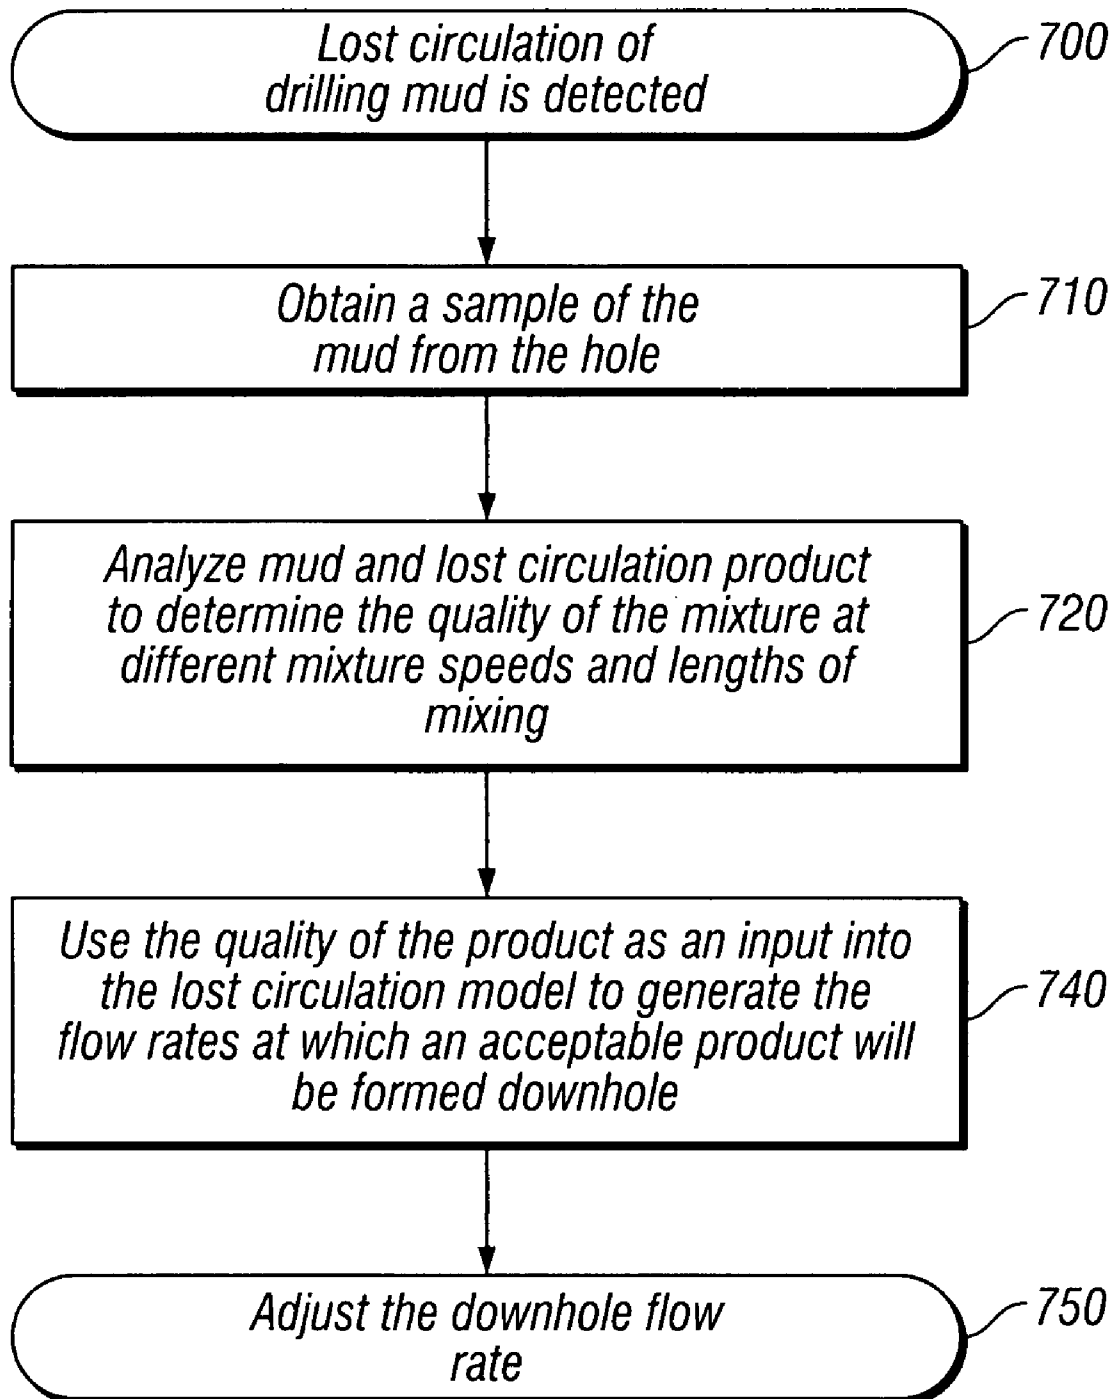 Lost circulation of
drilling mud is detected
700
Obtain a sample of the
mud from the hole
710
Analyze mud and lost circulation product
to determine the quality of the mixture at
different mixture speeds and lengths of
mixing
720
Use the quality of the product as an input into
the lost circulation model to generate the
flow rates at which an acceptable product will
be formed downhole
740
Adjust the downhole flow
rate
750